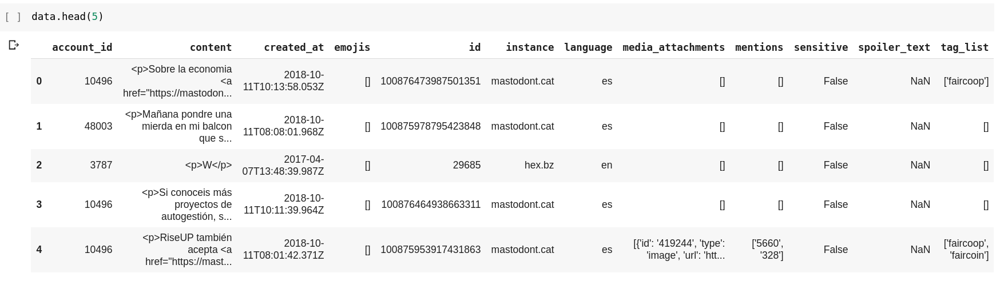 [ ] data.head(5)
account_id content created_at emojis id instance language media_attachments mentions sensitive spoiler_text tag_list
0 10496 <p>Sobre la economia <a href="https://mastodon... 2018-10-11T10:13:58.053Z [] 100876473987501351 mastodont.cat es [] [] False NaN ['faircoop']
1 48003 <p>Mañana pondre una mierda en mi balcon que s... 2018-10-11T08:08:01.968Z [] 100875978795423848 mastodont.cat es [] [] False NaN []
2 3787 <p>W</p> 2017-04-07T13:48:39.987Z [] 29685 hex.bz en [] [] False NaN []
3 10496 <p>Si conoceis más proyectos de autogestión, s... 2018-10-11T10:11:39.964Z [] 100876464938663311 mastodont.cat es [] [] False NaN []
4 10496 <p>RiseUP también acepta <a href="https://mast... 2018-10-11T08:01:42.371Z [] 100875953917431863 mastodont.cat es [{'id': '419244', 'type': 'image', 'url': 'htt... ['5660', '328'] False NaN ['faircoop', 'faircoin']